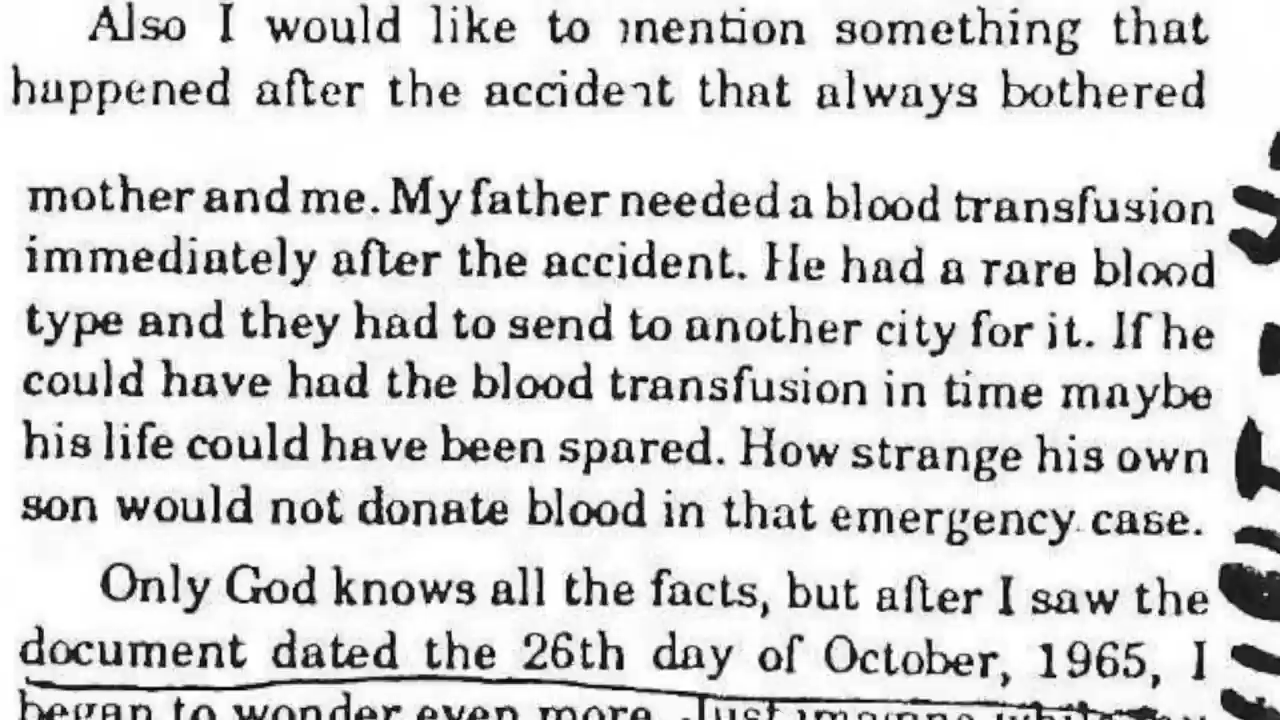 Also I would like to mention something that
happened after the accident that always bothered
mother and me. My father needed a blood transfusion
immediately after the accident. He had a rare blood
type and they had to send to another city for it. If he
could have had the blood transfusion in time maybe
his life could have been spared. How strange his own
son would not donate blood in that emergency case.
Only God knows all the facts, but after I saw the
document dated the 26th day of October, 1965, I
began to wonder even more. Just imagine